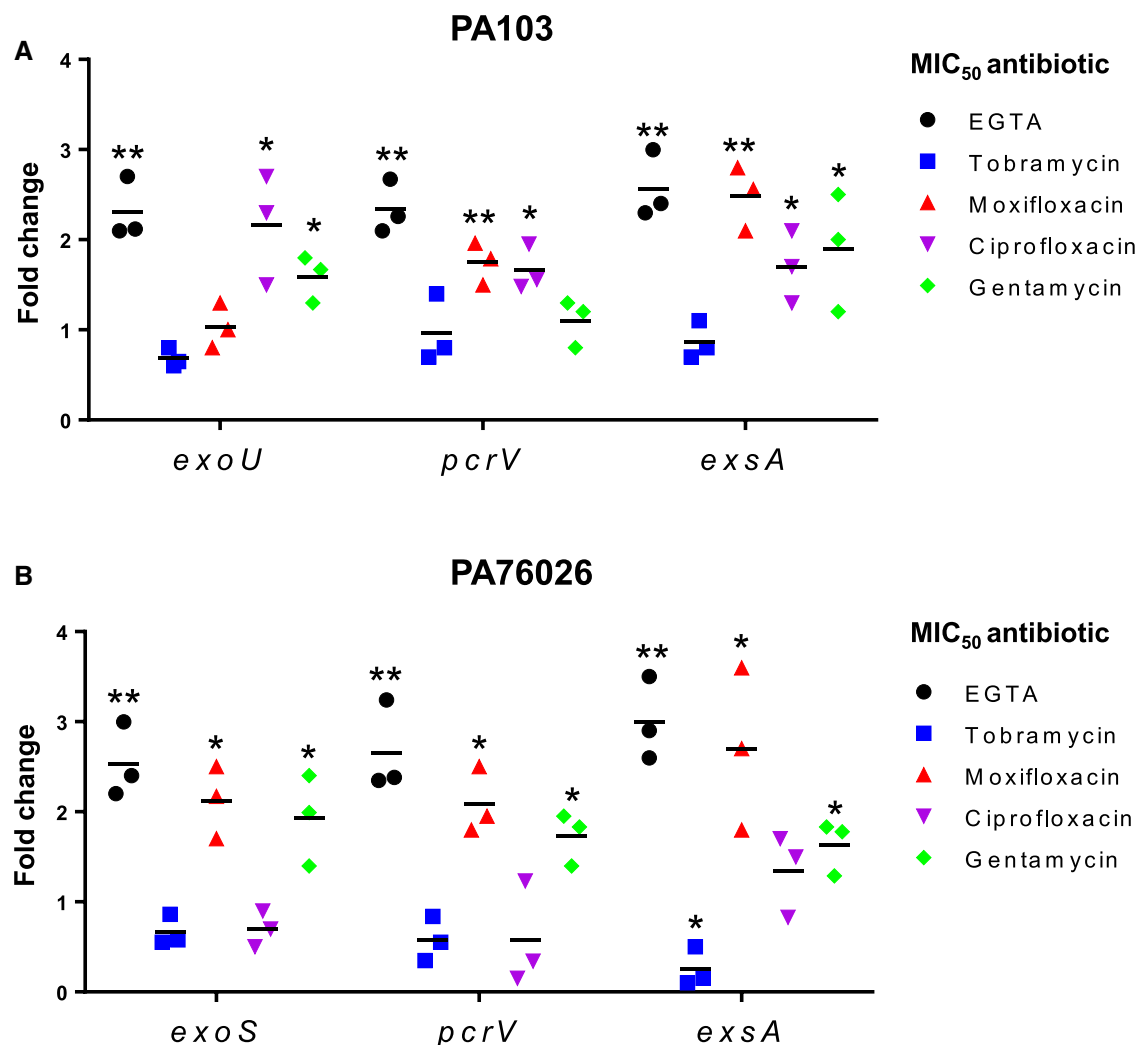 A
PA103
4
3
2
1
0
Fold change
**
*
*
**
**
*
**
**
*
*
exoU
pcrV
exsA
MIC50 antibiotic
EGTA
Tobramycin
Moxifloxacin
Ciprofloxacin
Gentamycin
B
PA76026
4
3
2
1
0
Fold change
**
*
*
**
*
*
**
*
*
*
exoS
pcrV
exsA
MIC50 antibiotic
EGTA
Tobramycin
Moxifloxacin
Ciprofloxacin
Gentamycin